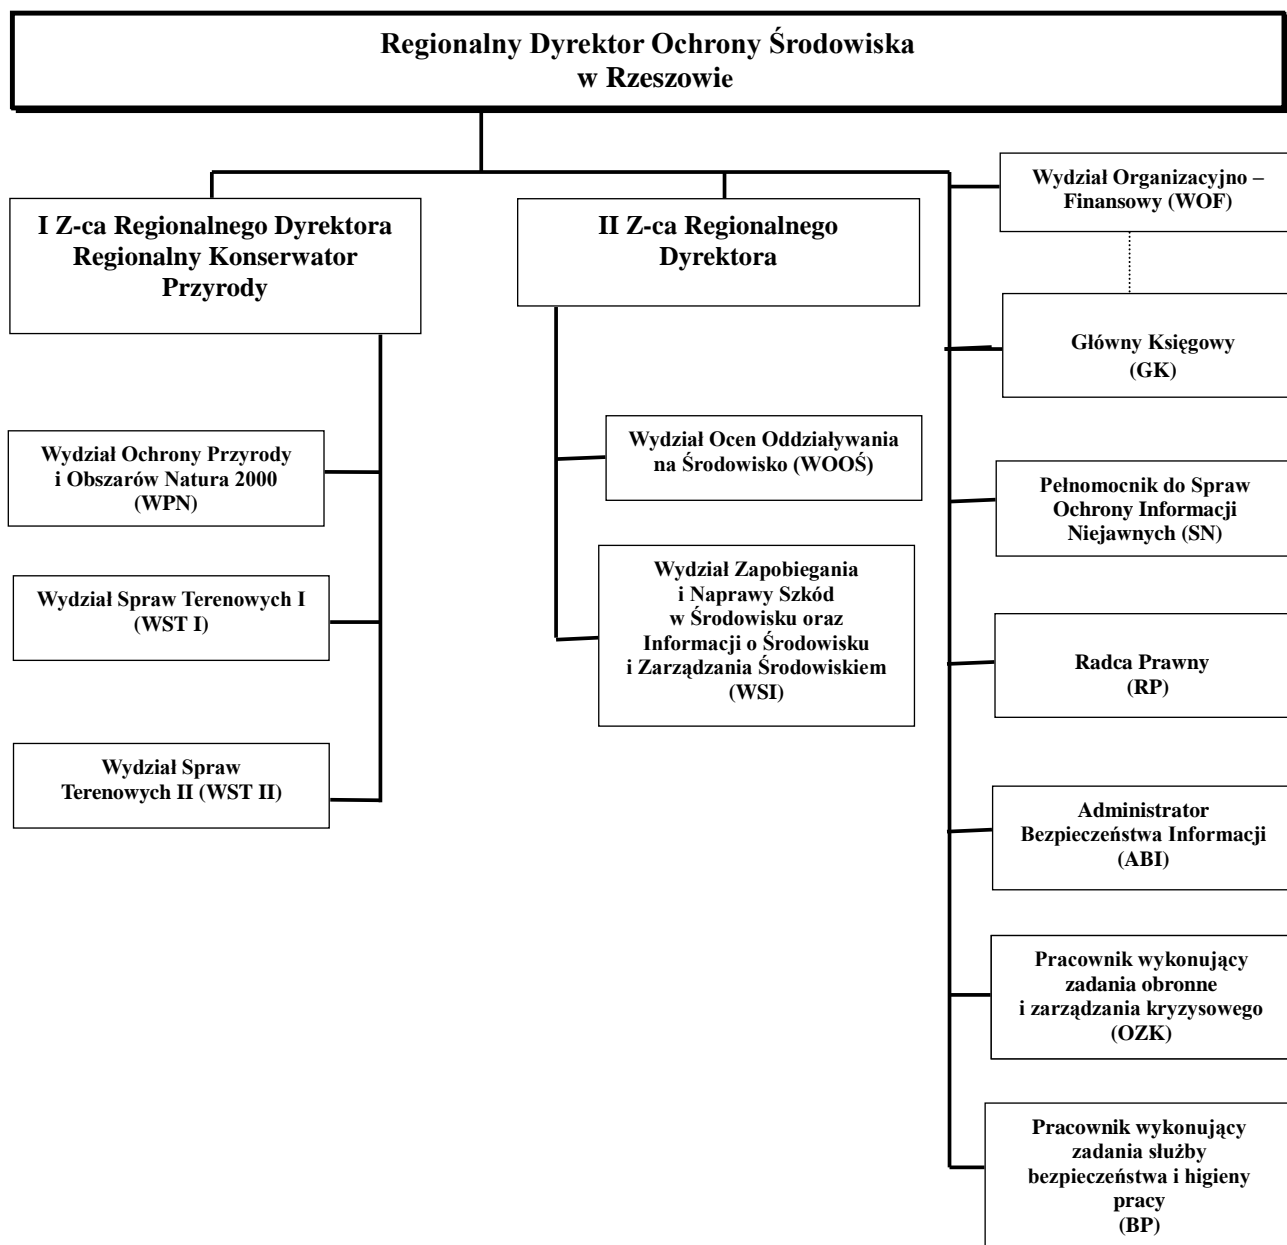 Regionalny Dyrektor Ochrony Środowiska
w Rzeszowie
I Z-ca Regionalnego Dyrektora
Regionalny Konserwator
Przyrody
II Z-ca Regionalnego
Dyrektora
Wydział Organizacyjno –
Finansowy (WOF)
Główny Księgowy
(GK)
Wydział Ochrony Przyrody
i Obszarów Natura 2000
(WPN)
Wydział Ocen Oddziaływania
na Środowisko (WOOŚ)
Pełnomocnik do Spraw
Ochrony Informacji
Niejawnych (SN)
Wydział Spraw Terenowych I
(WST I)
Wydział Zapobiegania
i Naprawy Szkód
w Środowisku oraz
Informacji o Środowisku
i Zarządzania Środowiskiem
(WSI)
Radca Prawny
(RP)
Wydział Spraw
Terenowych II (WST II)
Administrator
Bezpieczeństwa Informacji
(ABI)
Pracownik wykonujący
zadania obronne
i zarządzania kryzysowego
(OZK)
Pracownik wykonujący
zadania służby
bezpieczeństwa i higieny
pracy
(BP)